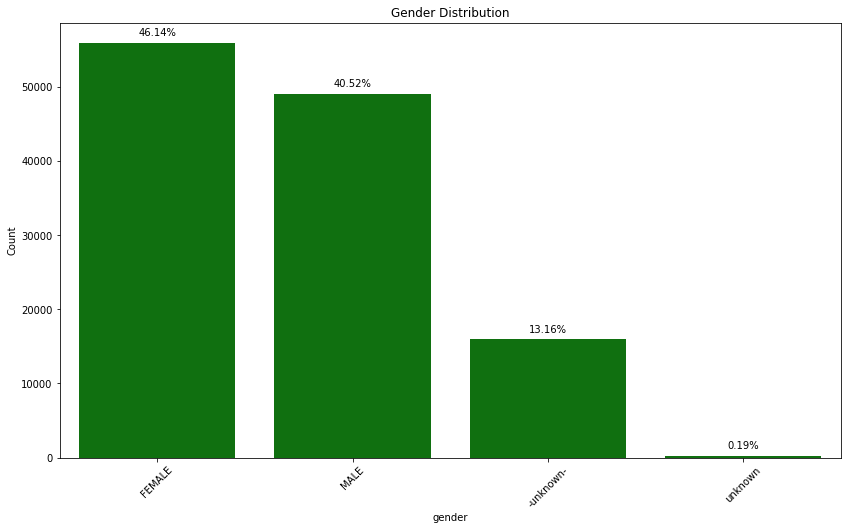 Gender Distribution
46.14%
40.52%
13.16%
0.19%
50000
40000
30000
20000
10000
0
Count
FEMALE
MALE
-unknown-
unknown
gender